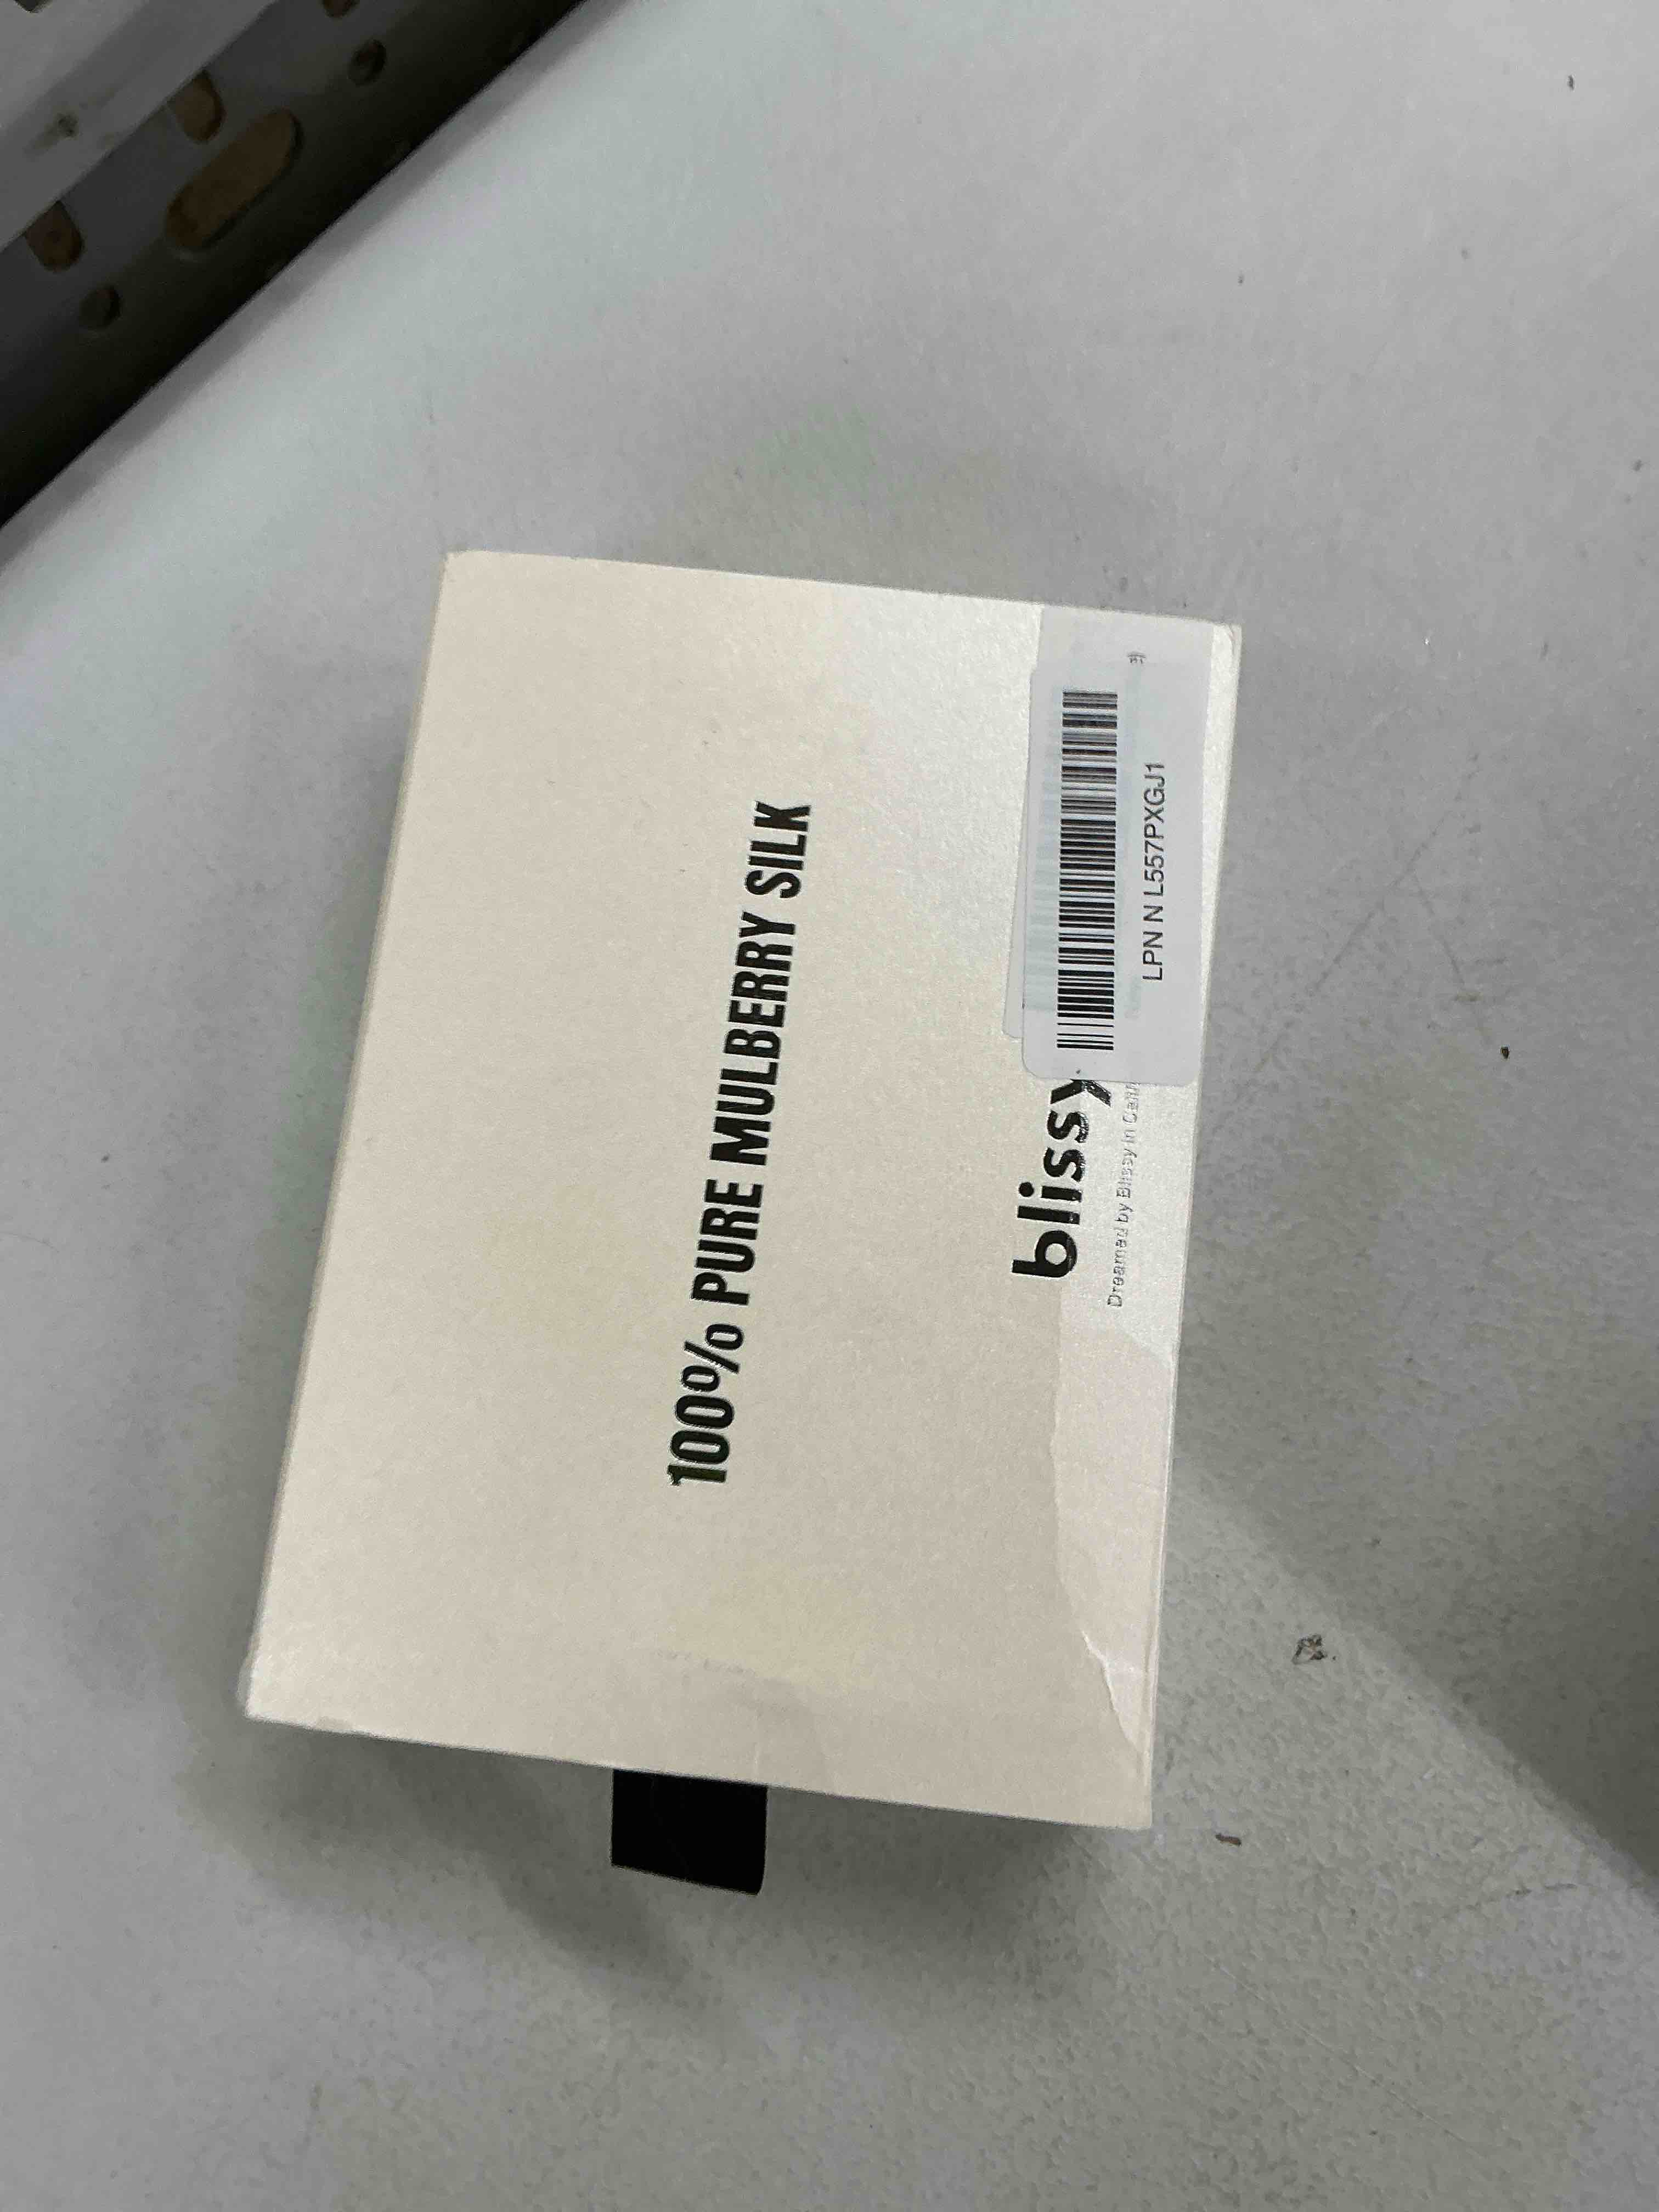 100% PURE MULBERRY SILK
blissy
Dreamed by Blissy in
LPN N L557PXGJ1